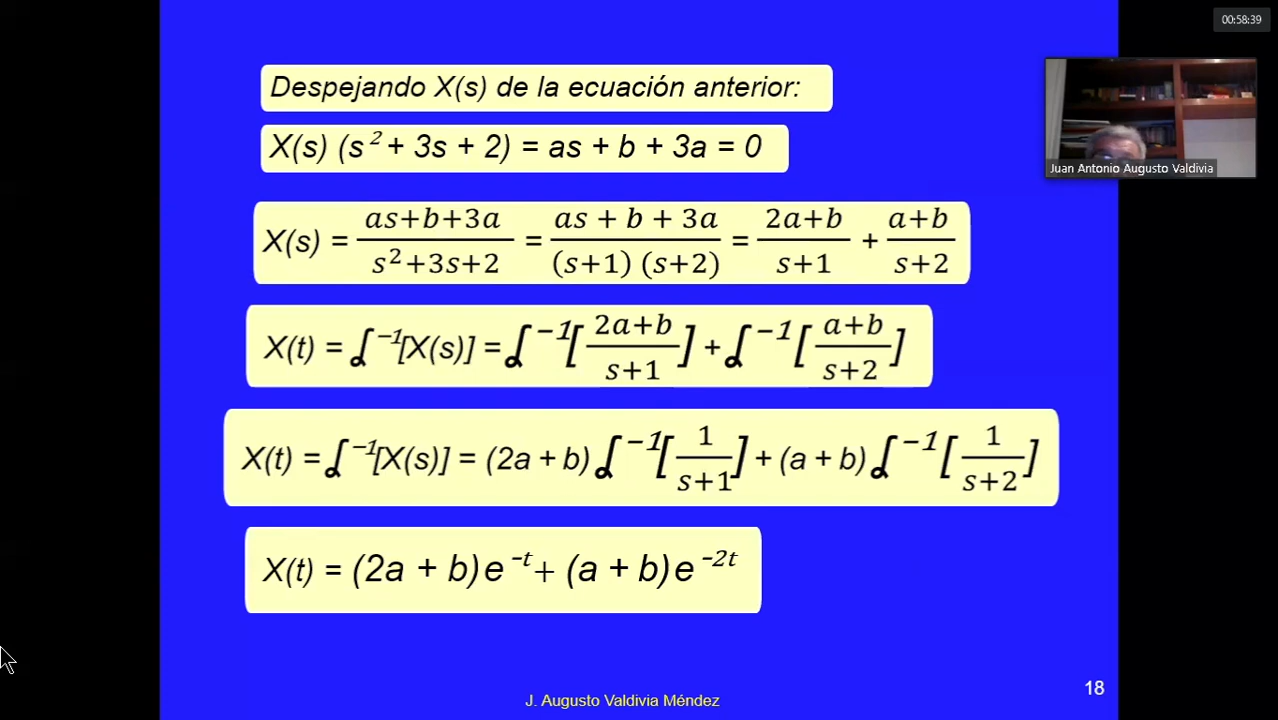 00:58:39
Despejando X(s) de la ecuación anterior:
X(s) (s² + 3s + 2) = as + b + 3a = 0
X(s) = (as+b+3a)/(s²+3s+2) = (as + b + 3a)/((s+1) (s+2)) = (2a+b)/(s+1) + (a+b)/(s+2)
X(t) = ℒ⁻¹[X(s)] = ℒ⁻¹[(2a+b)/(s+1)] + ℒ⁻¹[(a+b)/(s+2)]
X(t) = ℒ⁻¹[X(s)] = (2a + b) ℒ⁻¹[1/(s+1)] + (a + b) ℒ⁻¹[1/(s+2)]
X(t) = (2a + b) e⁻ᵗ + (a + b) e⁻²ᵗ
Juan Antonio Augusto Valdivia
J. Augusto Valdivia Méndez
18